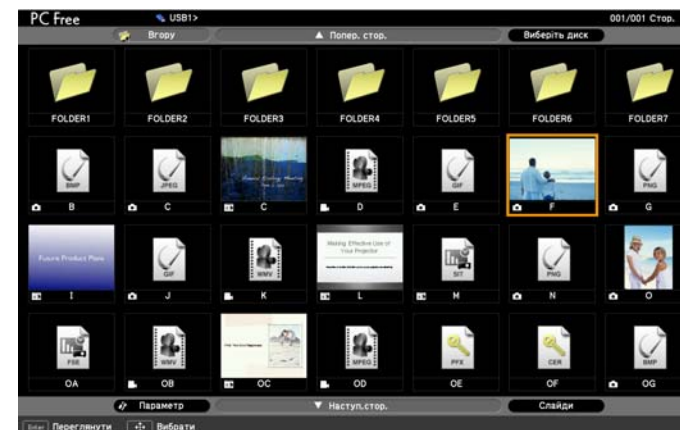 PC Free USB1> 001/001 Стор.
Вгору Попер. стор. Виберіть диск
FOLDER1 FOLDER2 FOLDER3 FOLDER4 FOLDER5 FOLDER6 FOLDER7
BMP JPEG MPEG GIF PNG
B C C D E F G
Future Product Plans GIF WMV Making Effective Use of Your Projector SIT PNG
I J K L M N O
FSE WMV MPEG PFX CER BMP
OA OB OC OD OE OF OG
Параметр Наступ.стор. Слайди
Enter Переглянути Вибрати